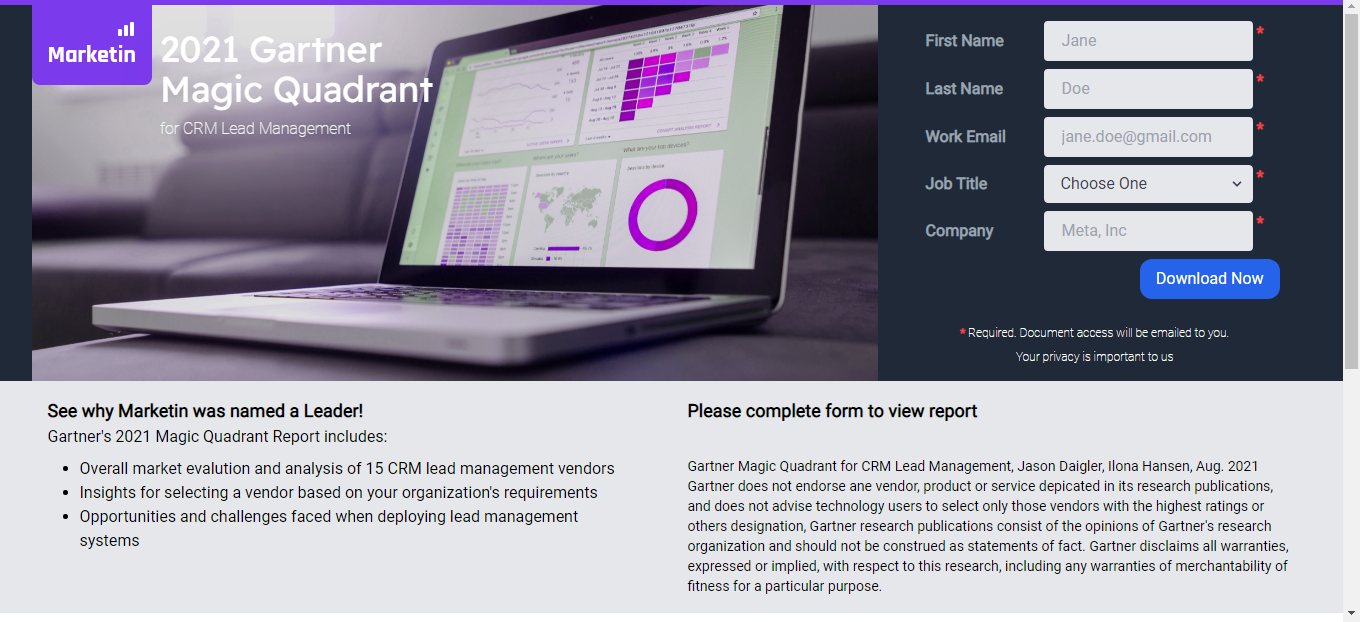 Marketin
2021 Gartner
Magic Quadrant
for CRM Lead Management
First Name
Jane
*
Last Name
Doe
*
Work Email
jane.doe@gmail.com
*
Job Title
Choose One
*
Company
Meta, Inc
*
Download Now
* Required. Document access will be emailed to you.
Your privacy is important to us
See why Marketin was named a Leader!
Gartner's 2021 Magic Quadrant Report includes:
• Overall market evalution and analysis of 15 CRM lead management vendors
• Insights for selecting a vendor based on your organization's requirements
• Opportunities and challenges faced when deploying lead management
systems
Please complete form to view report
Gartner Magic Quadrant for CRM Lead Management, Jason Daigler, Ilona Hansen, Aug. 2021
Gartner does not endorse ane vendor, product or service depicated in its research publications,
and does not advise technology users to select only those vendors with the highest ratings or
others designation, Gartner research publications consist of the opinions of Gartner's research
organization and should not be construed as statements of fact. Gartner disclaims all warranties,
expressed or implied, with respect to this research, including any warranties of merchantability of
fitness for a particular purpose.